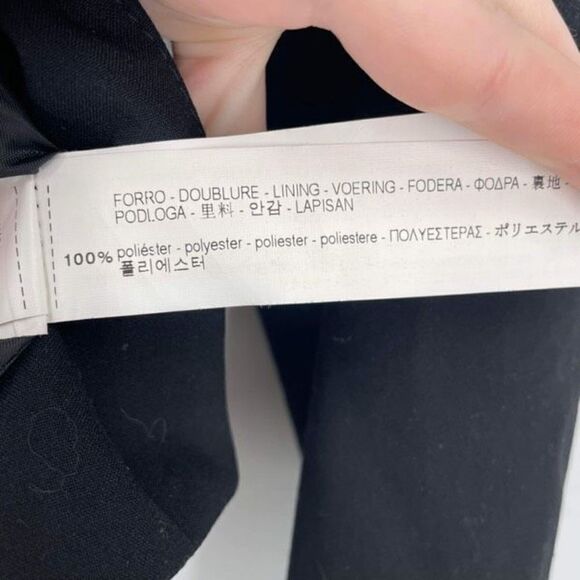 FORRO - DOUBLURE - LINING - VOERING - FODERA - ΦΟΔΡΑ - 裏地 -
PODLOGA - 里料 - 안감 - LAPISAN
100% poliéster - polyester - poliester - poliestere - ΠΟΛΥΕΣΤΕΡΑΣ - ポリエステル
폴리에스터